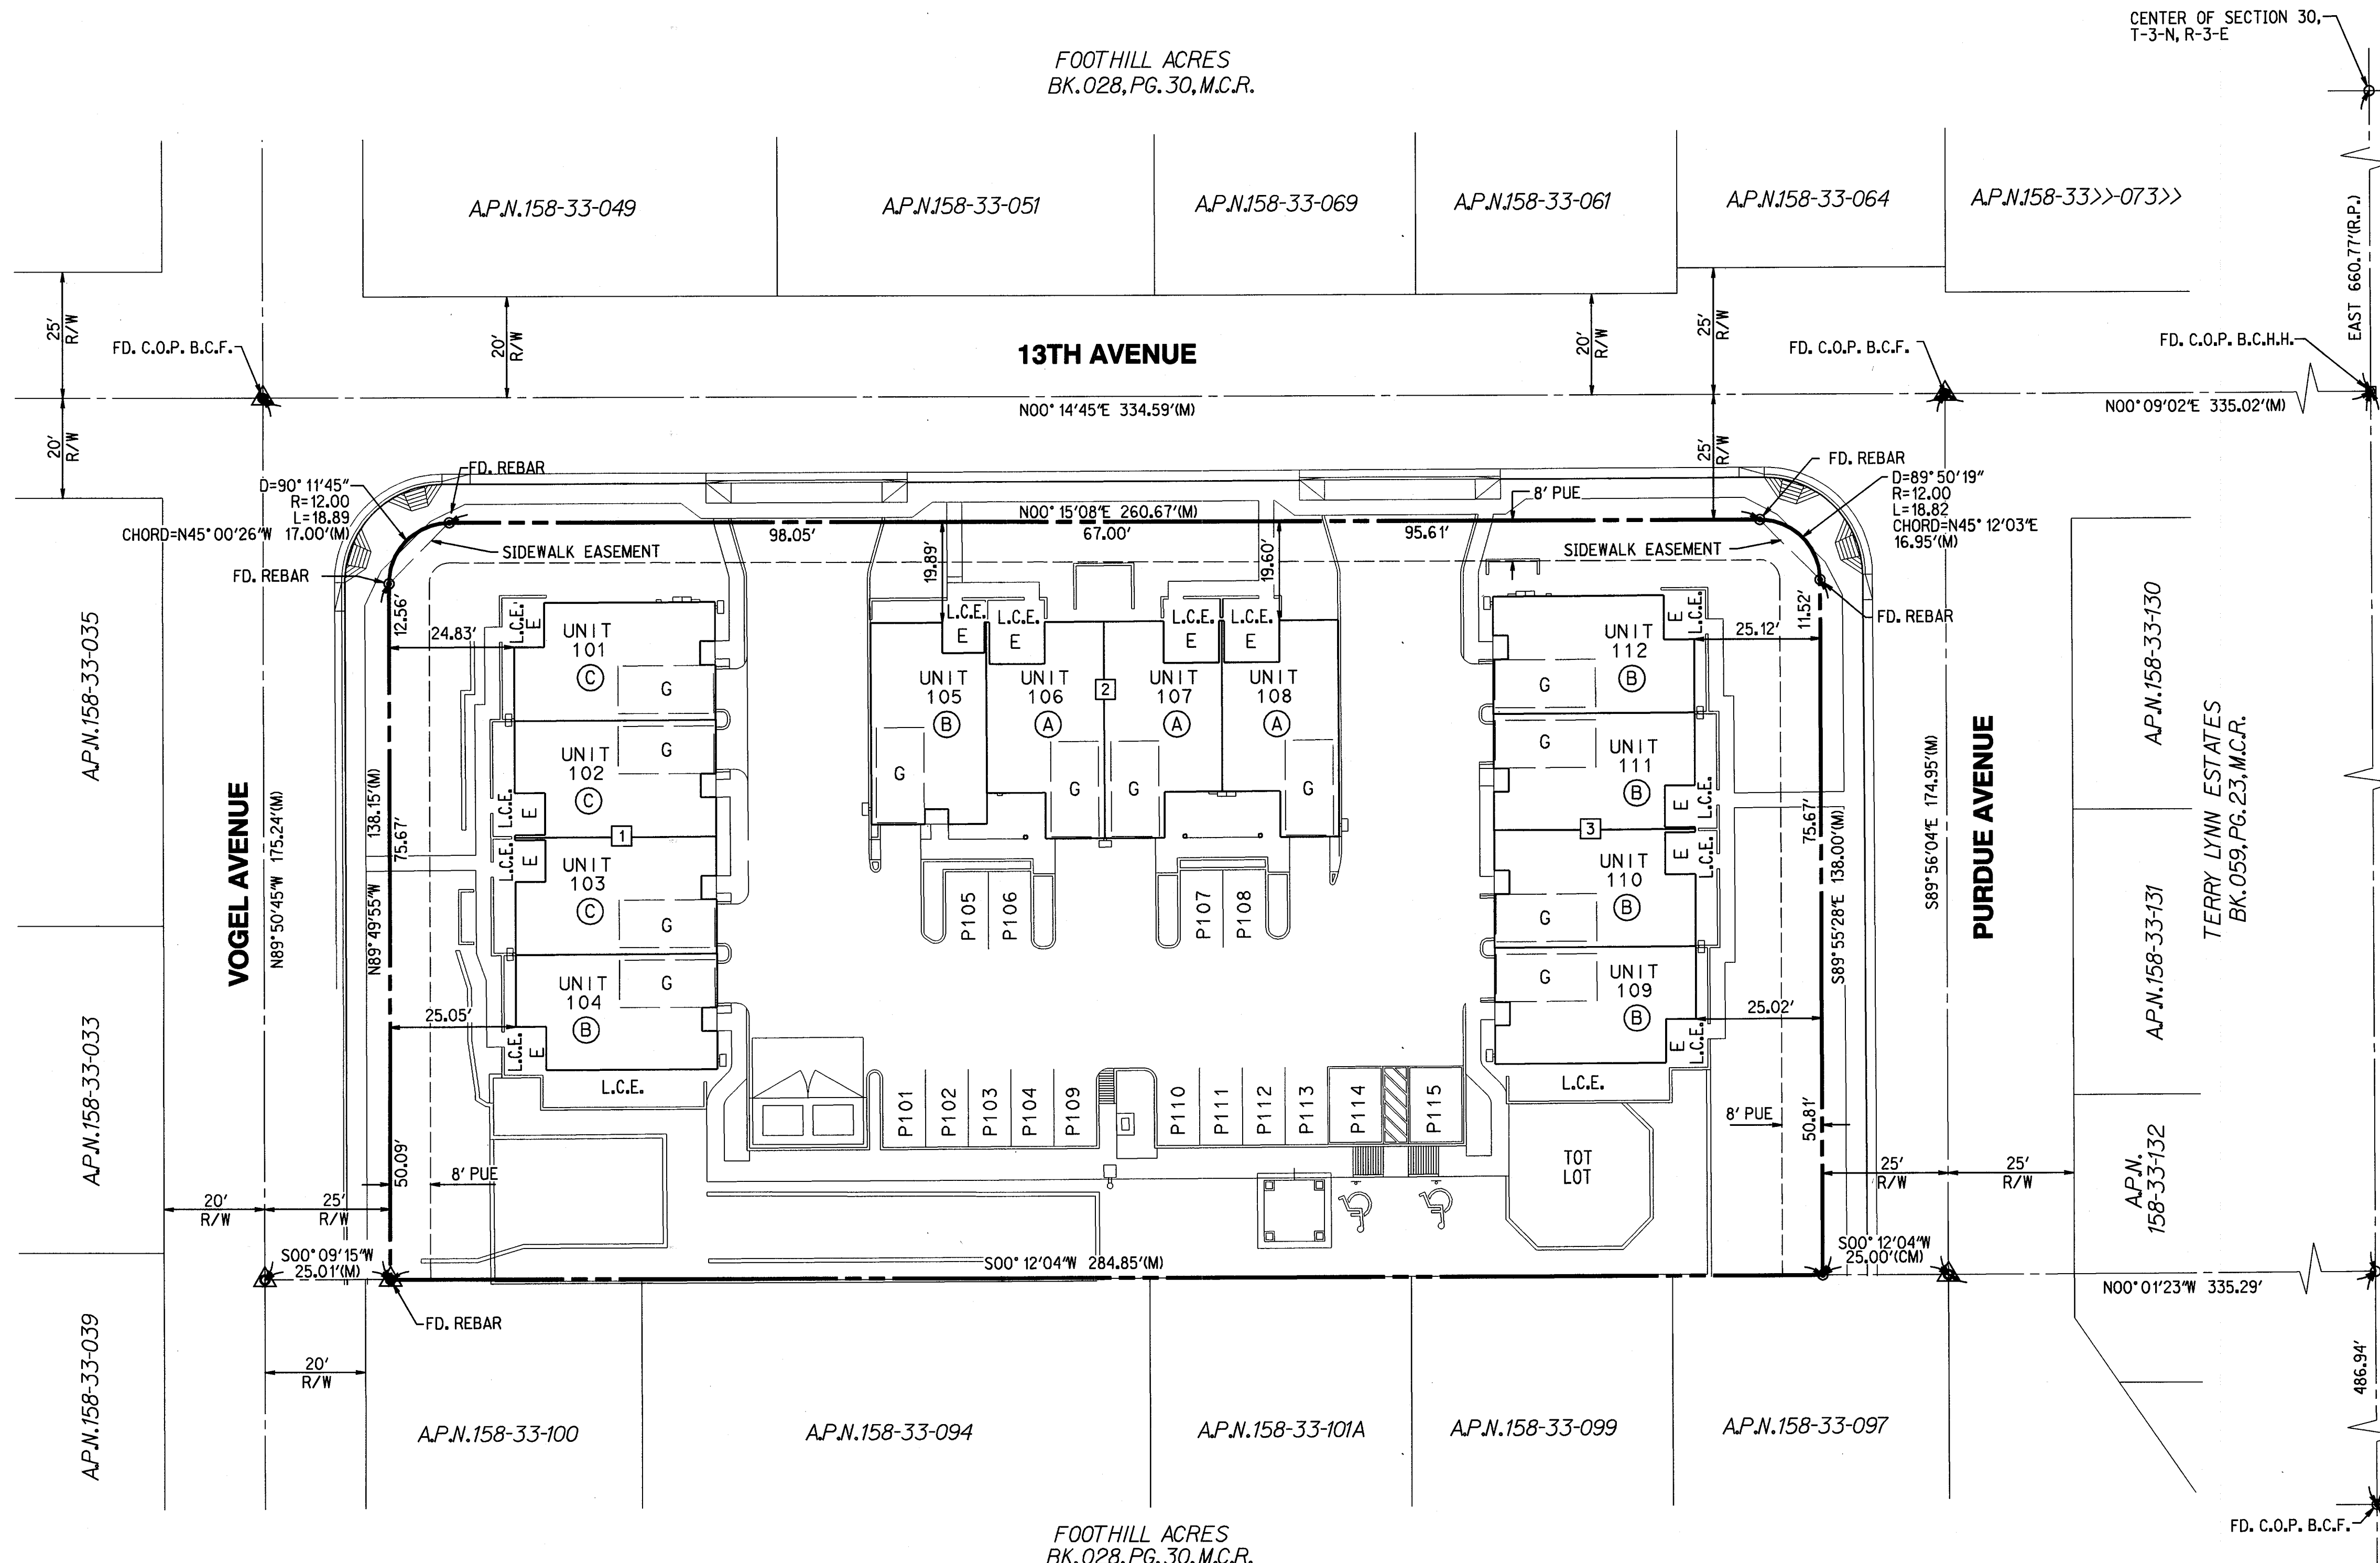 CENTER OF SECTION 30,
T-3-N, R-3-E
FOOTHILL ACRES
BK. 028, PG. 30, M.C.R.
A.P.N. 158-33-049
A.P.N. 158-33-051
A.P.N. 158-33-069
A.P.N. 158-33-061
A.P.N. 158-33-064
A.P.N. 158-33>>-073>>
EAST 660.77'(R.P.)
25'
R/W
20'
R/W
20'
R/W
20'
R/W
25'
R/W
25'
R/W
FD. C.O.P. B.C.F.
13TH AVENUE
FD. C.O.P. B.C.F.
FD. C.O.P. B.C.H.H.
N00° 14'45"E 334.59'(M)
N00° 09'02"E 335.02'(M)
FD. REBAR
D=90° 11'45"
R=12.00
L=18.89
CHORD=N45° 00'26"W 17.00'(M)
FD. REBAR
SIDEWALK EASEMENT
98.05'
N00° 15'08"E 260.67'(M)
67.00'
95.61'
8' PUE
SIDEWALK EASEMENT
FD. REBAR
D=89° 50'19"
R=12.00
L=18.82
CHORD=N45° 12'03"E
16.95'(M)
FD. REBAR
19.89'
19.60'
12.56'
24.83'
11.52'
25.12'
L.C.E.
E
UNIT
101
C
G
UNIT
102
C
G
L.C.E.
E
1
L.C.E.
E
UNIT
103
C
G
UNIT
104
B
G
L.C.E.
E
L.C.E.
L.C.E.
E
UNIT
105
B
G
L.C.E.
E
UNIT
106
A
G
2
L.C.E.
E
UNIT
107
A
G
L.C.E.
E
UNIT
108
A
G
P105
P106
P107
P108
L.C.E.
E
UNIT
112
B
G
UNIT
111
B
G
L.C.E.
E
3
L.C.E.
E
UNIT
110
B
G
UNIT
109
B
G
L.C.E.
E
L.C.E.
A.P.N. 158-33-035
A.P.N. 158-33-033
A.P.N. 158-33-039
VOGEL AVENUE
N89° 50'45"W 175.24'(M)
N89° 49'55"W 138.15'(M)
75.67'
25.05'
50.09'
8' PUE
20'
R/W
25'
R/W
S00° 09'15"W
25.01'(M)
FD. REBAR
20'
R/W
P101
P102
P103
P104
P109
P110
P111
P112
P113
P114
P115
TOT
LOT
S00° 12'04"W 284.85'(M)
75.67'
S89° 55'28"E 138.00'(M)
25.02'
8' PUE
50.81'
S89° 56'04"E 174.95'(M)
PURDUE AVENUE
25'
R/W
25'
R/W
S00° 12'04"W
25.00'(CM)
N00° 01'23"W 335.29'
A.P.N. 158-33-130
A.P.N. 158-33-131
A.P.N.
158-33-132
TERRY LYNN ESTATES
BK. 059, PG. 23, M.C.R.
486.94'
FD. C.O.P. B.C.F.
A.P.N. 158-33-100
A.P.N. 158-33-094
A.P.N. 158-33-101A
A.P.N. 158-33-099
A.P.N. 158-33-097
FOOTHILL ACRES
BK. 028, PG. 30, M.C.R.